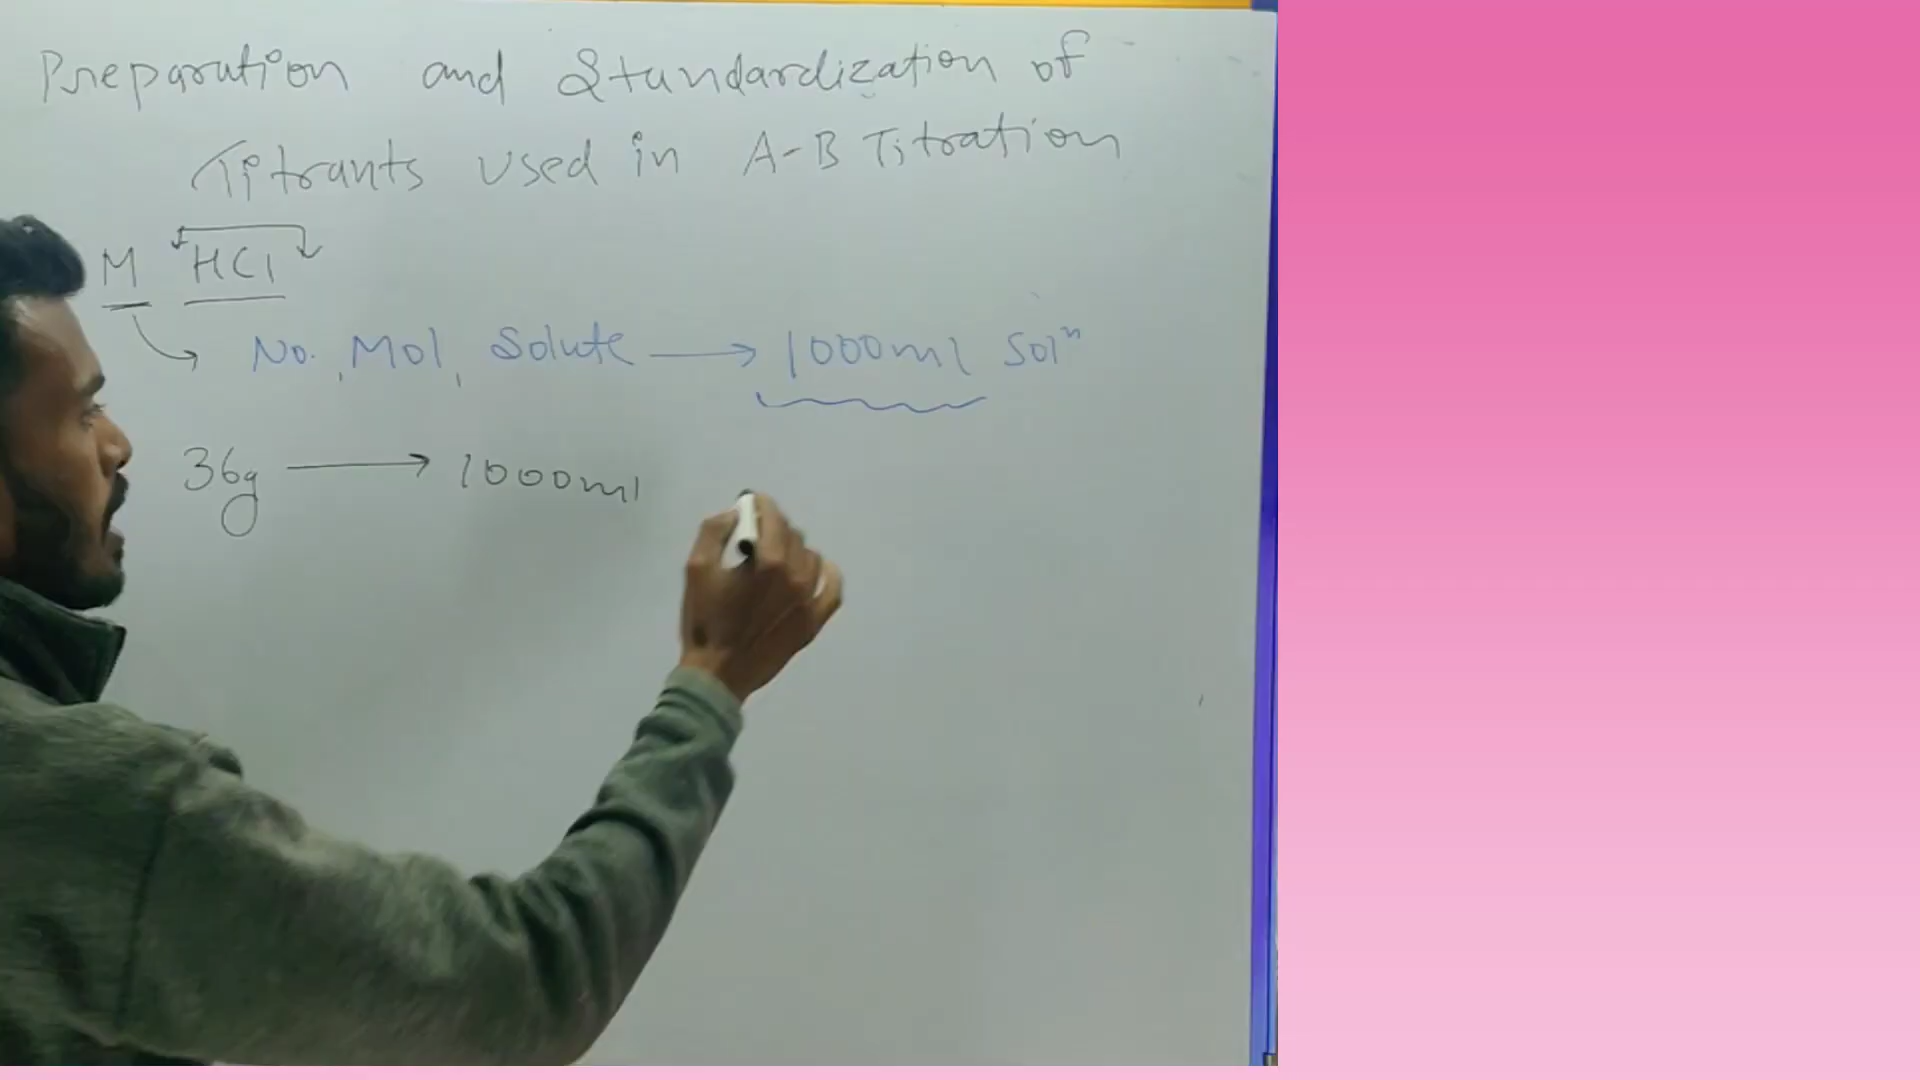 Preparation and Standardization of
Titrants used in A-B Titration
M HCl
No. Mol, Solute → 1000ml Solⁿ
36g → 1000ml